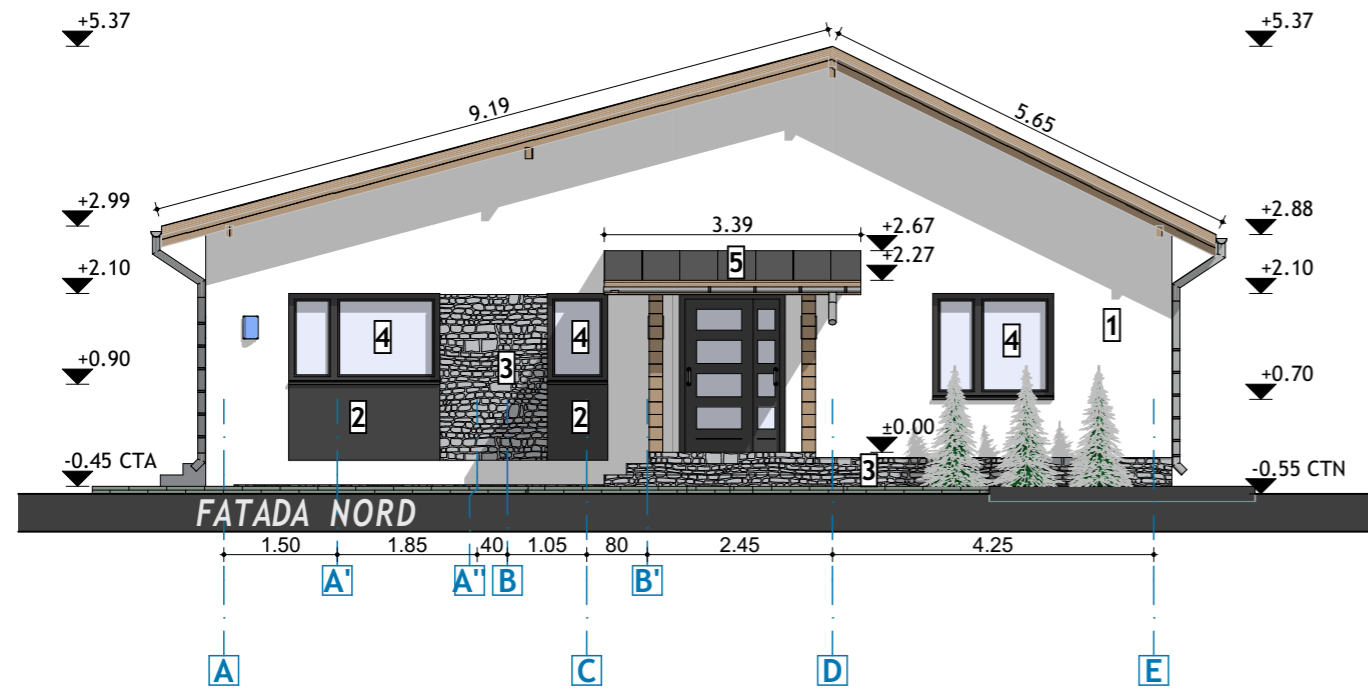 +5.37
+5.37
9.19
5.65
+2.99
+2.88
3.39
+2.67
+2.27
5
+2.10
+2.10
4
4
4
1
3
+0.90
+0.70
2
2
±0.00
-0.45 CTA
3
-0.55 CTN
FATADA NORD
1.50
1.85
40
1.05
80
2.45
4.25
A'
A''
B
B'
A
C
D
E